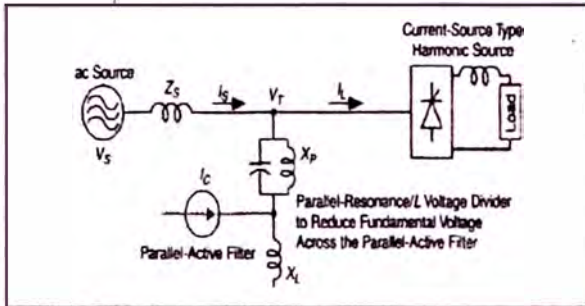 Current-Source Type
Harmonic Source
ac Source
Z_S
I_S
V_T
I_L
Load
V_S
X_P
I_C
Parallel-Resonance/L Voltage Divider
to Reduce Fundamental Voltage
Across the Parallel-Active Filter
Parallel-Active Filter
X_L